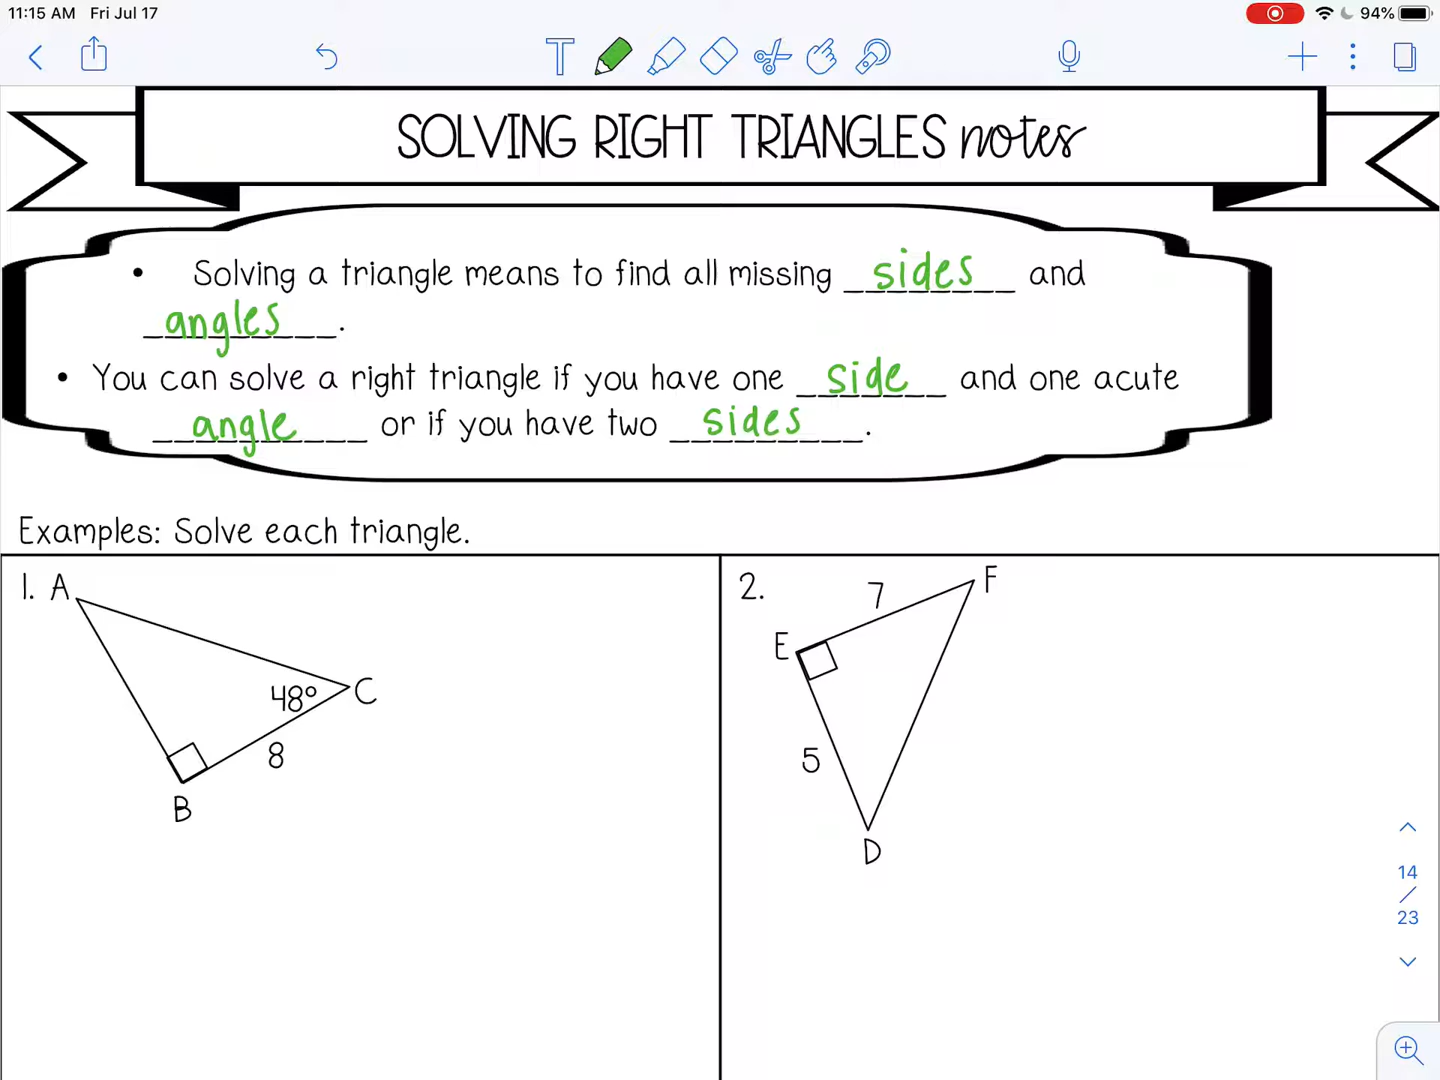 11:15 AM Fri Jul 17
94%
SOLVING RIGHT TRIANGLES notes
• Solving a triangle means to find all missing sides and
angles.
• You can solve a right triangle if you have one side and one acute
angle or if you have two sides.
Examples: Solve each triangle.
1. A
48°
C
8
B
2.
7
F
E
5
D
14
/
23